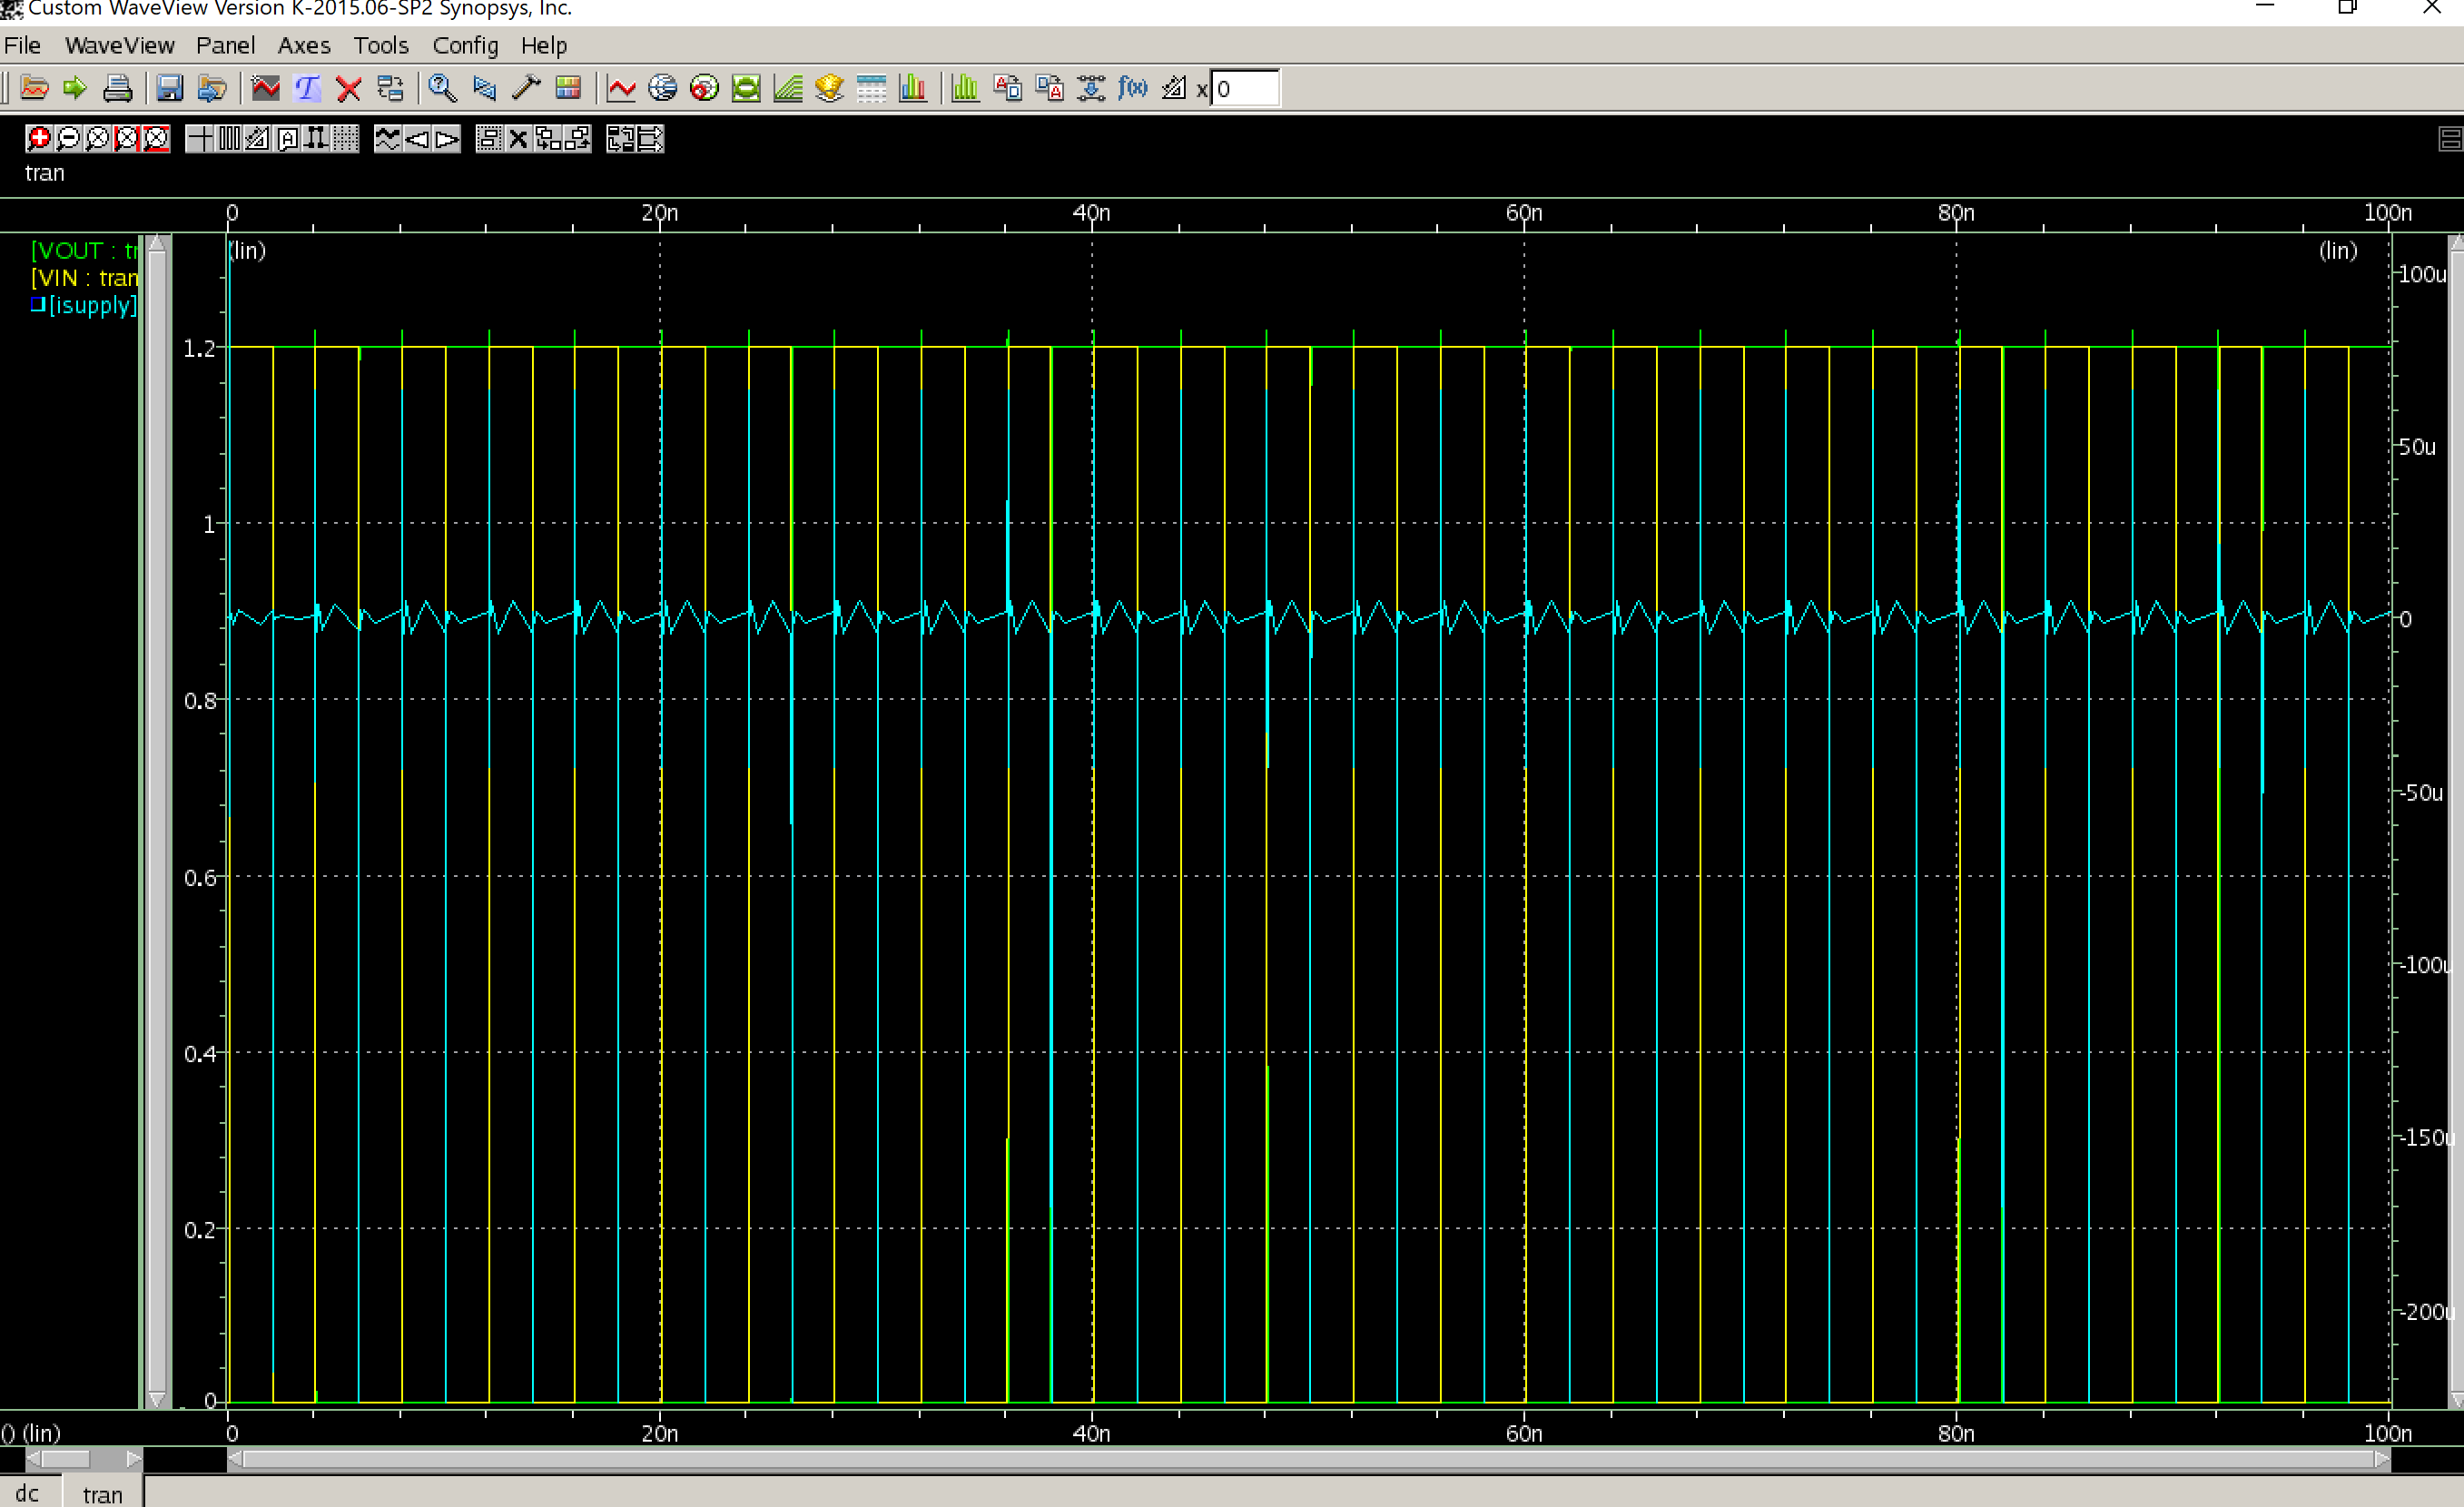 Custom WaveView Version K-2015.06-SP2 Synopsys, Inc.
File WaveView Panel Axes Tools Config Help
x 0
tran
0 20n 40n 60n 80n 100n
[VOUT : tr
[VIN : tran
[isupply]
(lin) (lin)
1.2
1
0.8
0.6
0.4
0.2
0
100u
50u
0
-50u
-100u
-150u
-200u
() (lin) 0 20n 40n 60n 80n 100n
dc tran